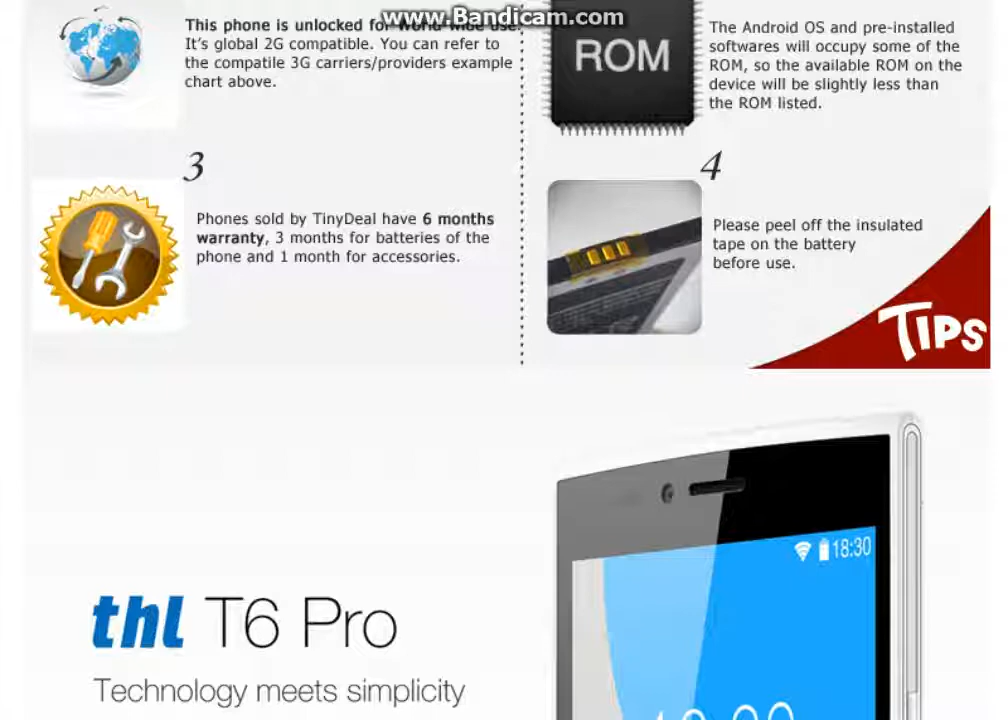 www.Bandicam.com
This phone is unlocked for world wide use.
It's global 2G compatible. You can refer to
the compatile 3G carriers/providers example
chart above.
ROM
The Android OS and pre-installed
softwares will occupy some of the
ROM, so the available ROM on the
device will be slightly less than
the ROM listed.
3
Phones sold by TinyDeal have 6 months
warranty, 3 months for batteries of the
phone and 1 month for accessories.
4
Please peel off the insulated
tape on the battery
before use.
TIPS
18:30
thl T6 Pro
Technology meets simplicity